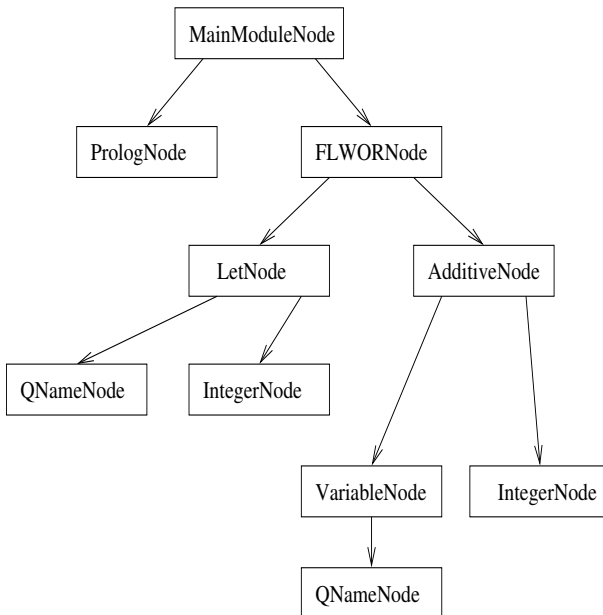 MainModuleNode
PrologNode
FLWORNode
LetNode
AdditiveNode
QNameNode
IntegerNode
VariableNode
IntegerNode
QNameNode